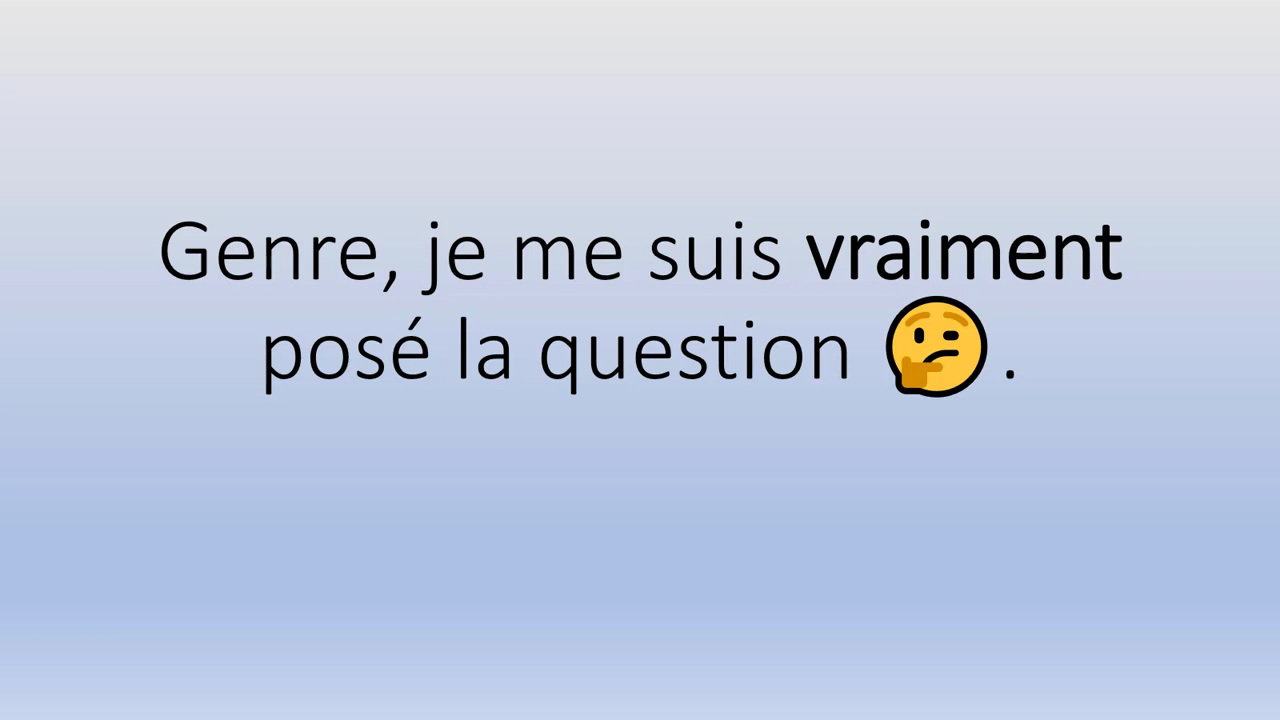 Genre, je me suis vraiment
posé la question 🤔.